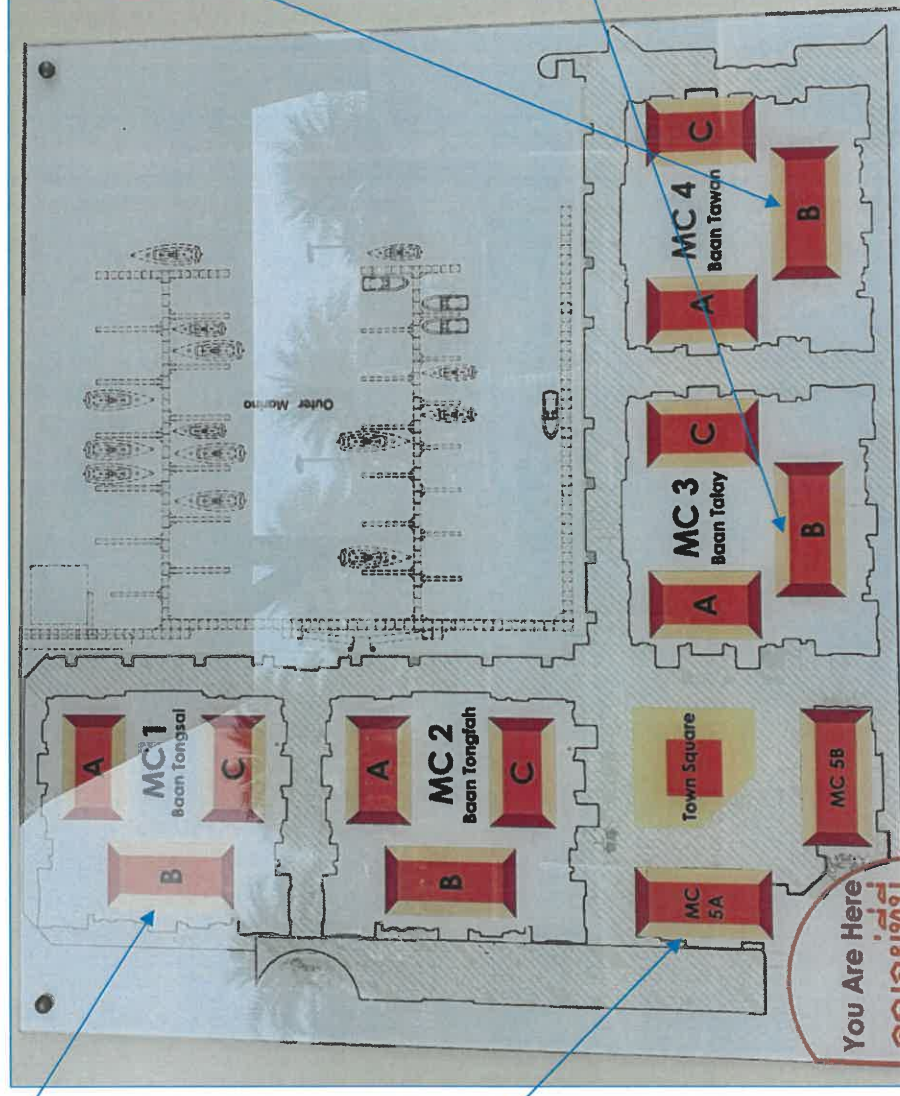 A
MC 1
Baan Tongsai
B
C
A
MC 2
Baan Tongfah
B
C
Outer Marina
C
MC 4
Baan Tawan
A
B
C
MC 3
Baan Talay
A
B
Town Square
MC
5A
MC 5B
You Are Here